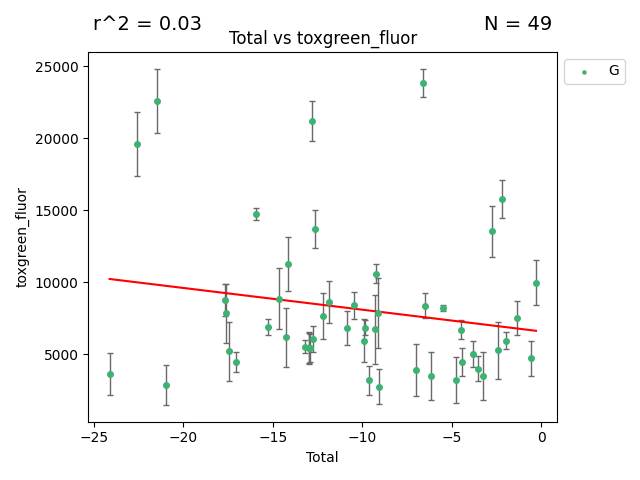 r^2 = 0.03
N = 49
Total vs toxgreen_fluor
G
25000
20000
15000
10000
5000
toxgreen_fluor
−25
−20
−15
−10
−5
0
Total